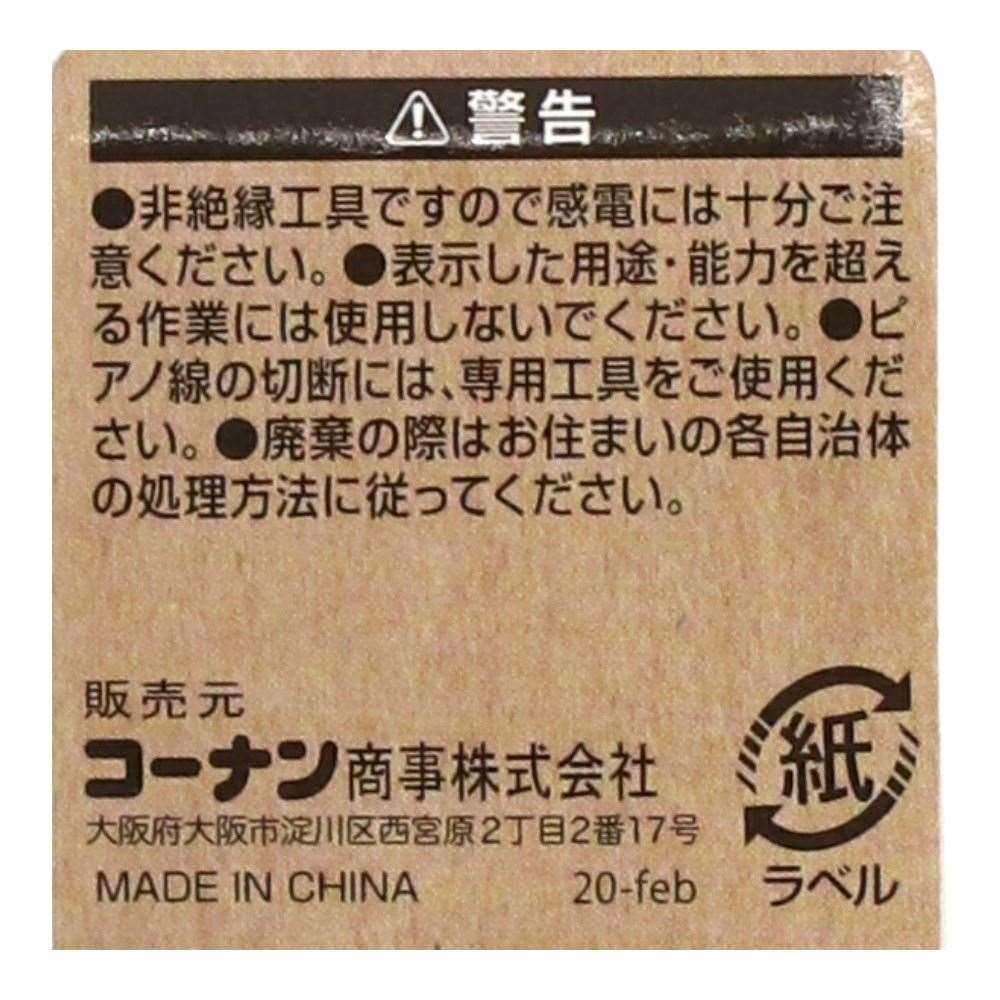 ⚠警告
●非絶縁工具ですので感電には十分ご注
意ください。●表示した用途・能力を超え
る作業には使用しないでください。●ピ
アノ線の切断には、専用工具をご使用くだ
さい。●廃棄の際はお住まいの各自治体
の処理方法に従ってください。
販売元
コーナン商事株式会社
大阪府大阪市淀川区西宮原2丁目2番17号
MADE IN CHINA 20-feb
紙
ラベル